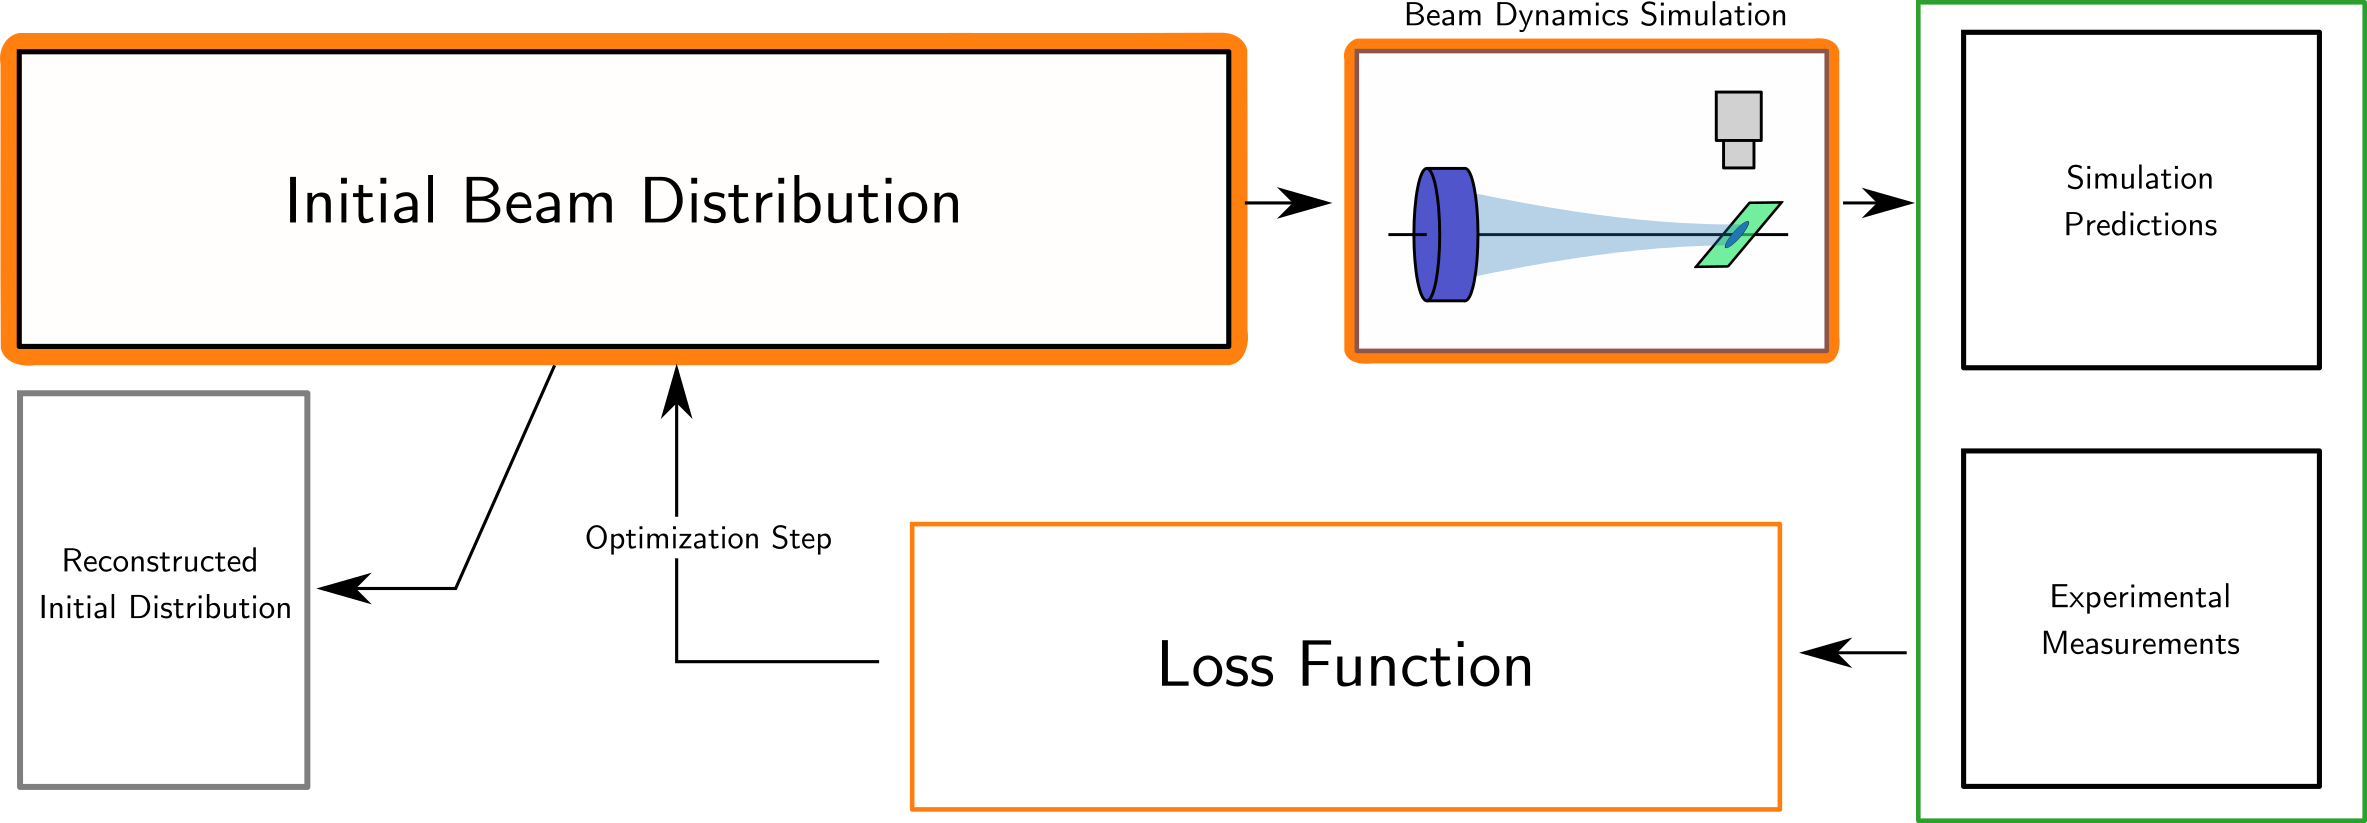 Beam Dynamics Simulation
Initial Beam Distribution
Simulation
Predictions
Optimization Step
Reconstructed
Initial Distribution
Loss Function
Experimental
Measurements